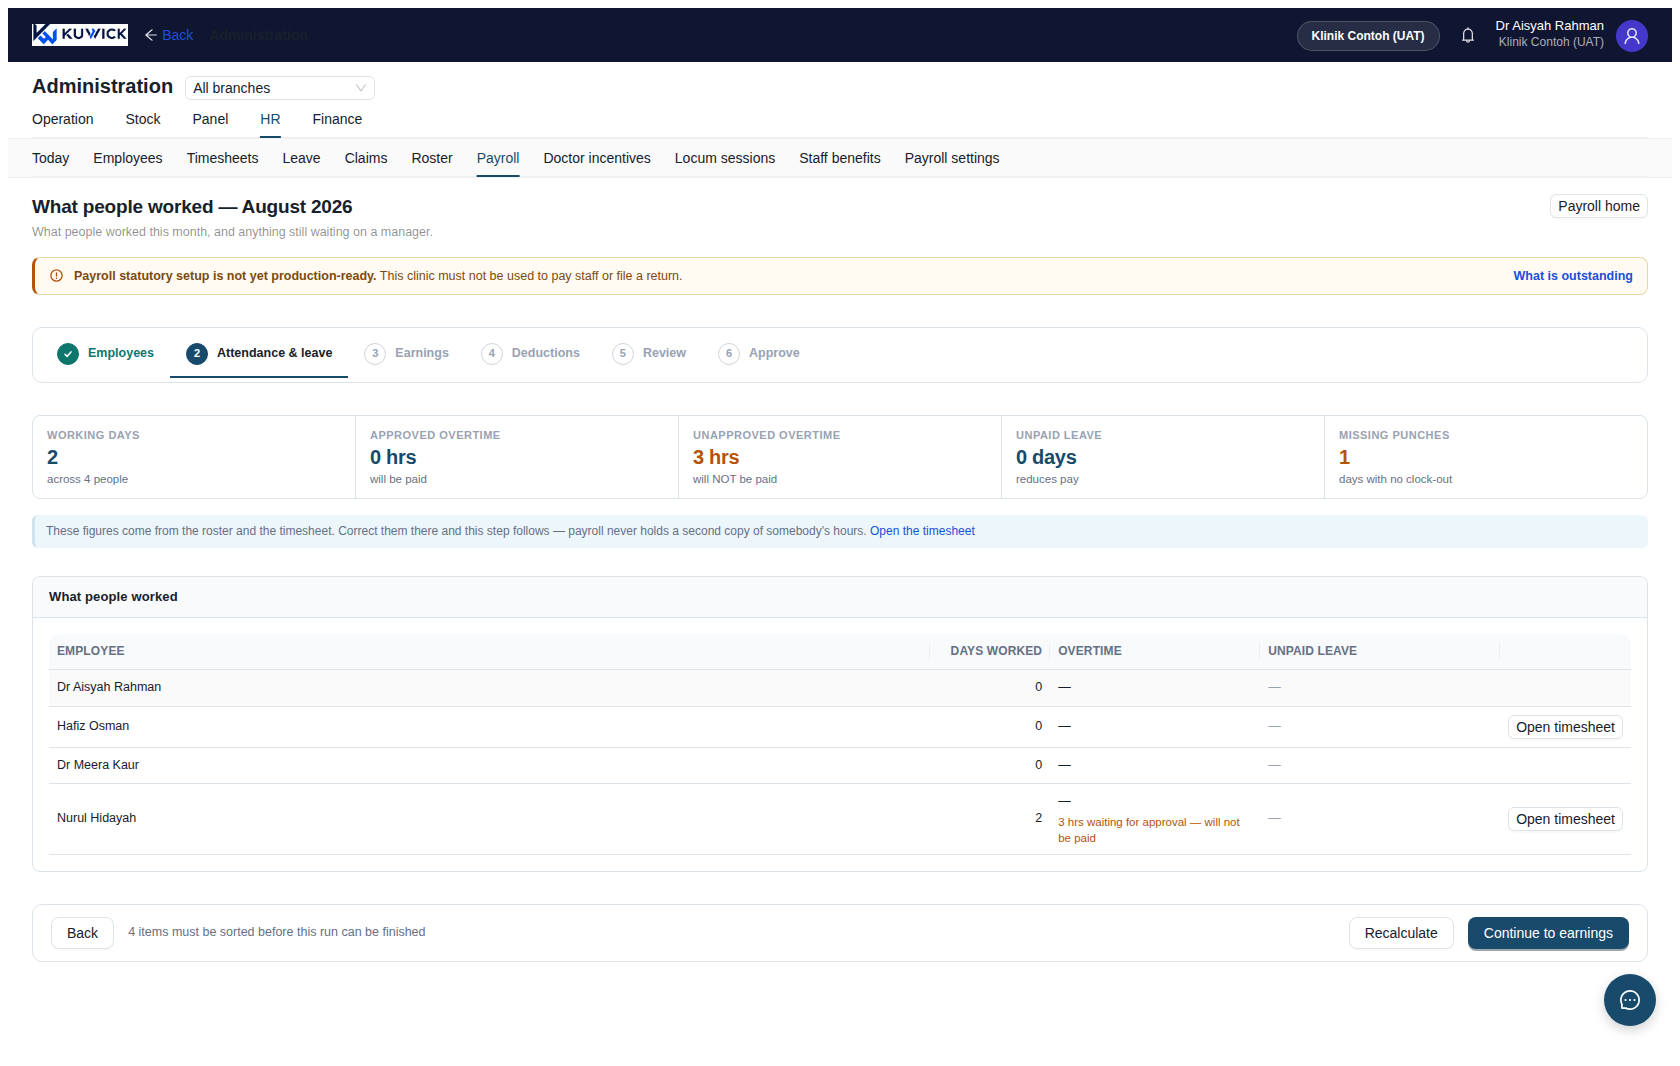 KUWICK
Back Administration
Klinik Contoh (UAT)
Dr Aisyah Rahman
Klinik Contoh (UAT)
Administration
All branches
Operation Stock Panel HR Finance
Today Employees Timesheets Leave Claims Roster Payroll Doctor incentives Locum sessions Staff benefits Payroll settings
What people worked — August 2026
Payroll home
What people worked this month, and anything still waiting on a manager.
Payroll statutory setup is not yet production-ready. This clinic must not be used to pay staff or file a return.
What is outstanding
Employees 2 Attendance & leave 3 Earnings 4 Deductions 5 Review 6 Approve
WORKING DAYS
2
across 4 people
APPROVED OVERTIME
0 hrs
will be paid
UNAPPROVED OVERTIME
3 hrs
will NOT be paid
UNPAID LEAVE
0 days
reduces pay
MISSING PUNCHES
1
days with no clock-out
These figures come from the roster and the timesheet. Correct them there and this step follows — payroll never holds a second copy of somebody's hours. Open the timesheet
What people worked
EMPLOYEE DAYS WORKED OVERTIME UNPAID LEAVE
Dr Aisyah Rahman 0 — —
Hafiz Osman 0 — — Open timesheet
Dr Meera Kaur 0 — —
Nurul Hidayah 2 — — Open timesheet
3 hrs waiting for approval — will not
be paid
Back
4 items must be sorted before this run can be finished
Recalculate
Continue to earnings